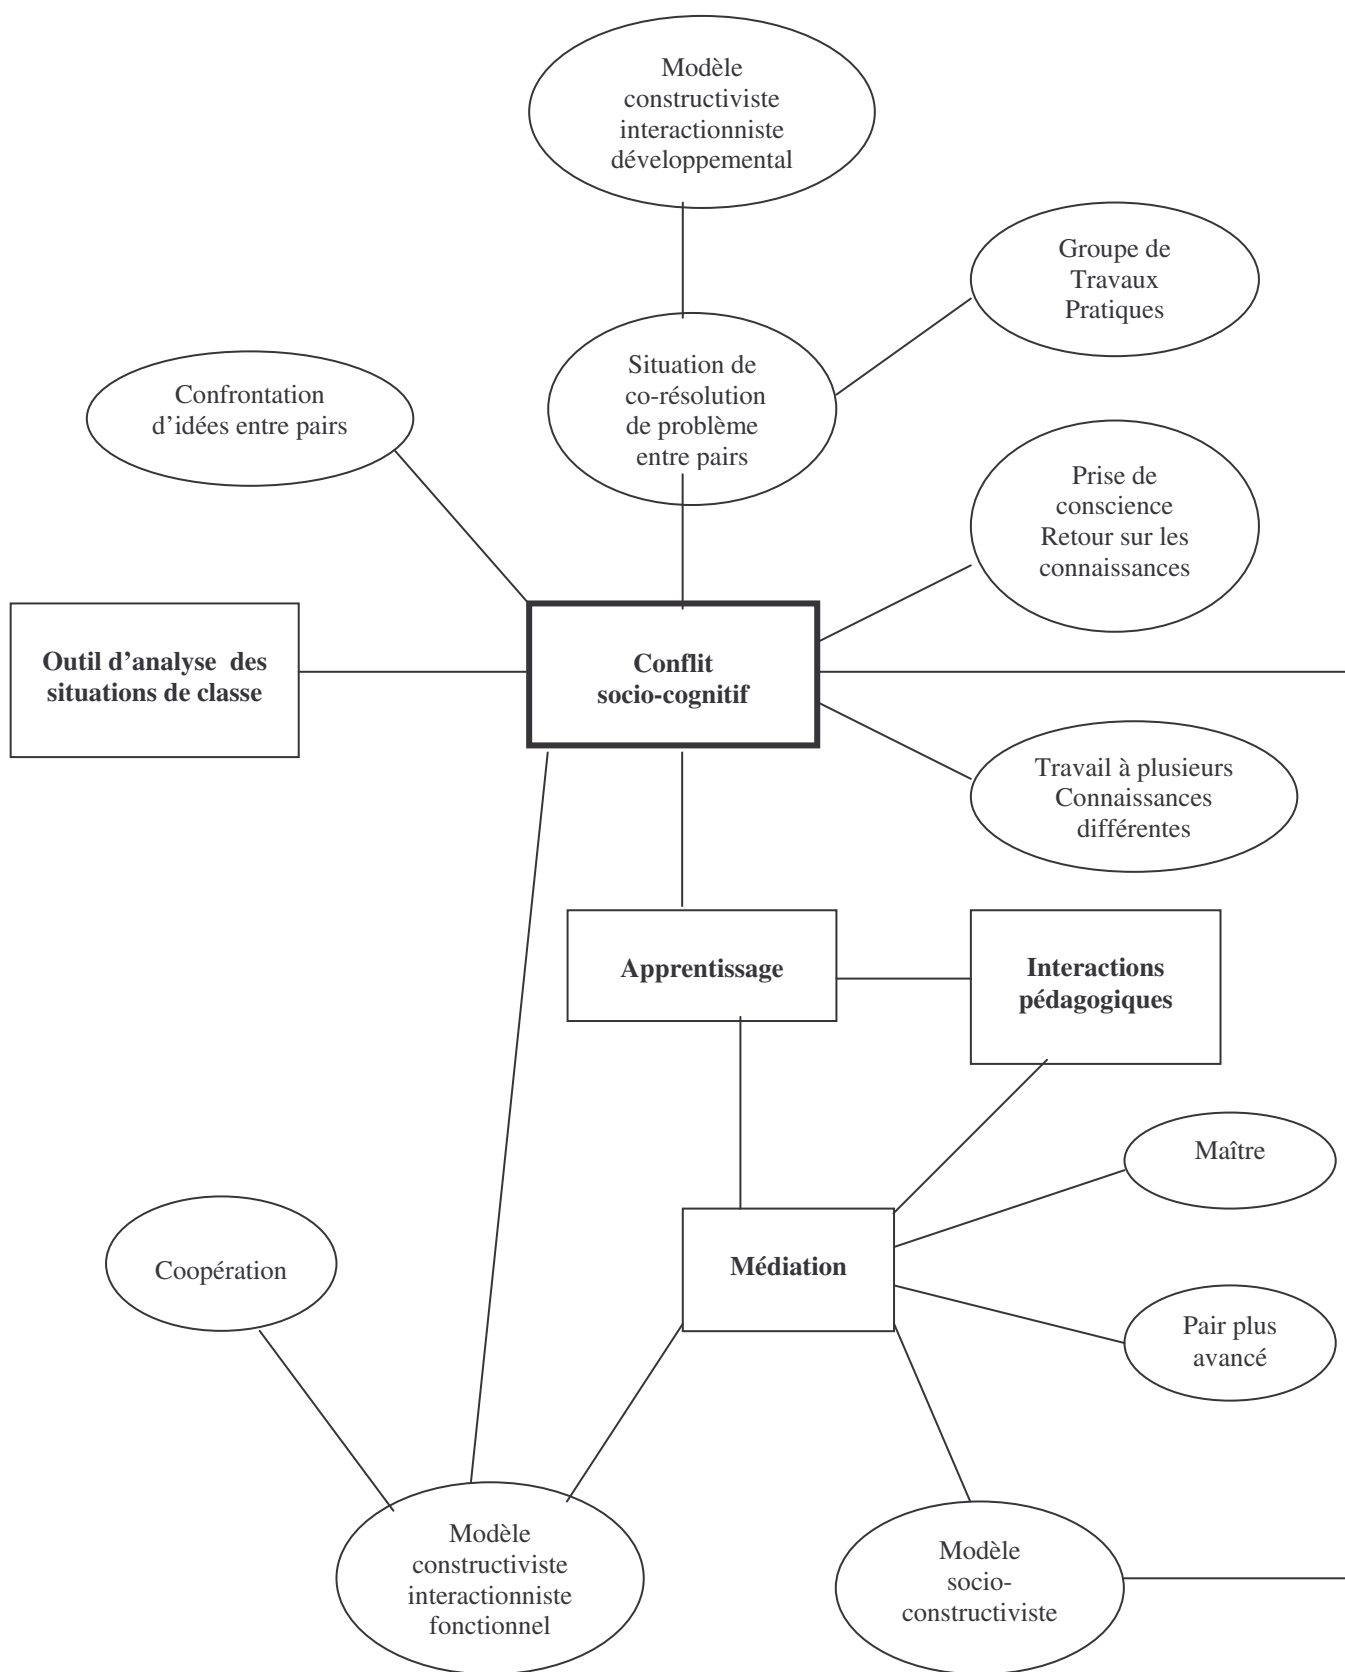 Modèle
constructiviste
interactionniste
développemental
Groupe de
Travaux
Pratiques
Situation de
co-résolution
de problème
entre pairs
Confrontation
d’idées entre pairs
Prise de
conscience
Retour sur les
connaissances
Outil d’analyse  des
situations de classe
Conflit
socio-cognitif
Travail à plusieurs
Connaissances
différentes
Apprentissage
Interactions
pédagogiques
Maître
Coopération
Médiation
Pair plus
avancé
Modèle
constructiviste
interactionniste
fonctionnel
Modèle
socio-
constructiviste